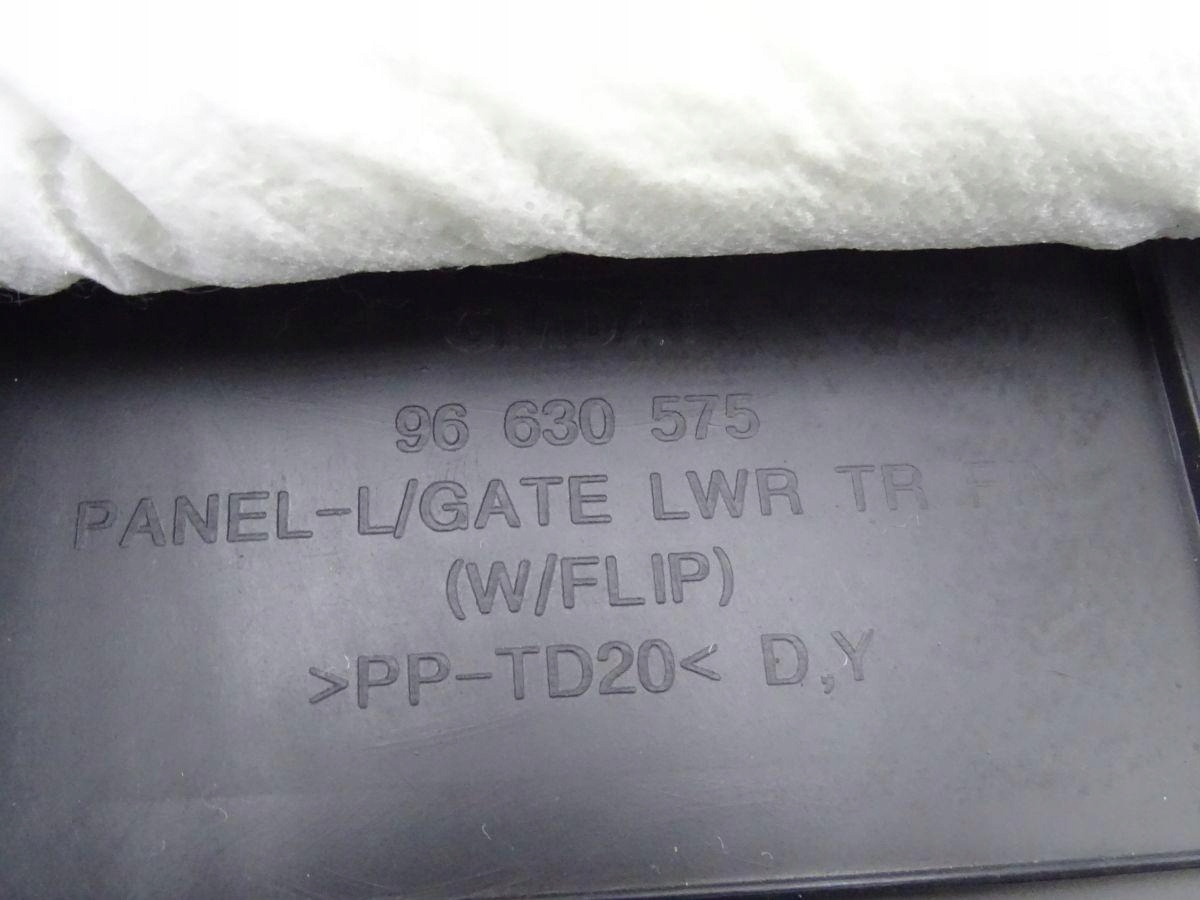 96 630 575
PANEL-L/GATE LWR TR
(W/FLIP)
>PP-TD20< D,Y